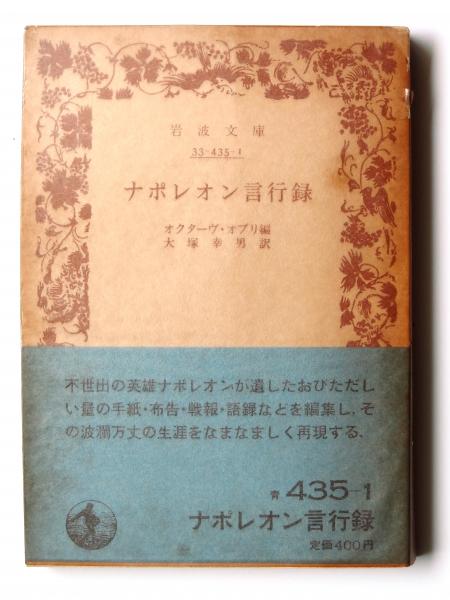 岩波文庫
33-435-1
ナポレオン言行録
オクターヴ・オブリ編
大塚幸男訳
不世出の英雄ナポレオンが遺したおびただし
い量の手紙・布告・戦報・語録などを編集し、そ
の波瀾万丈の生涯をなまなましく再現する、
青 435-1
ナポレオン言行録
定価400円